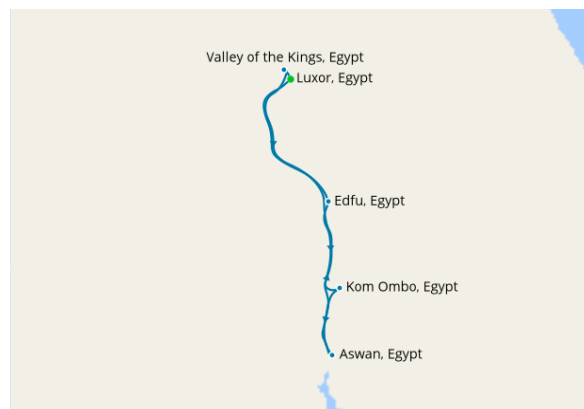 Valley of the Kings, Egypt
Luxor, Egypt
Edfu, Egypt
Kom Ombo, Egypt
Aswan, Egypt